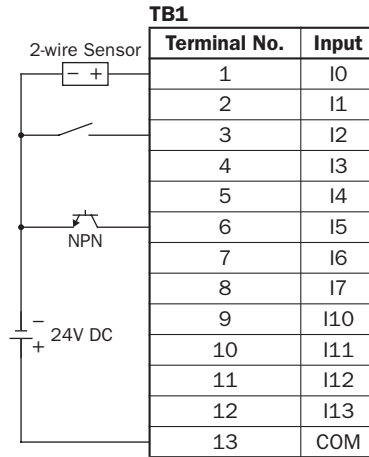 TB1
2-wire Sensor
− +
NPN
−
+
24V DC
Terminal No. Input
1 I0
2 I1
3 I2
4 I3
5 I4
6 I5
7 I6
8 I7
9 I10
10 I11
11 I12
12 I13
13 COM